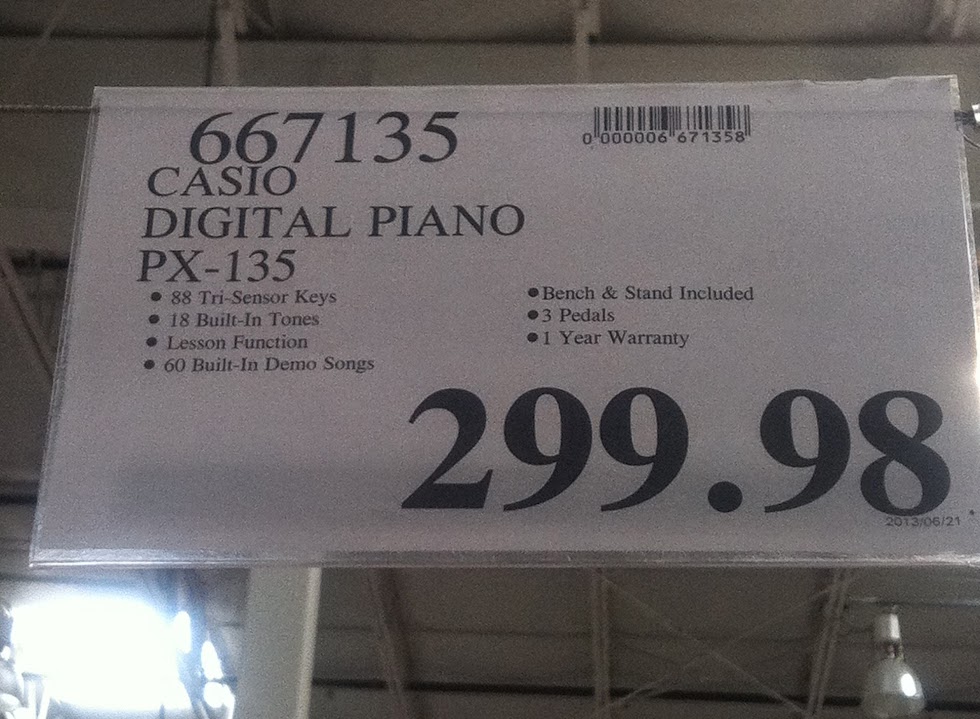 667135
0 000006 671358
CASIO
DIGITAL PIANO
PX-135
• 88 Tri-Sensor Keys
• 18 Built-In Tones
• Lesson Function
• 60 Built-In Demo Songs
• Bench & Stand Included
• 3 Pedals
• 1 Year Warranty
299.98
2013/06/21 *